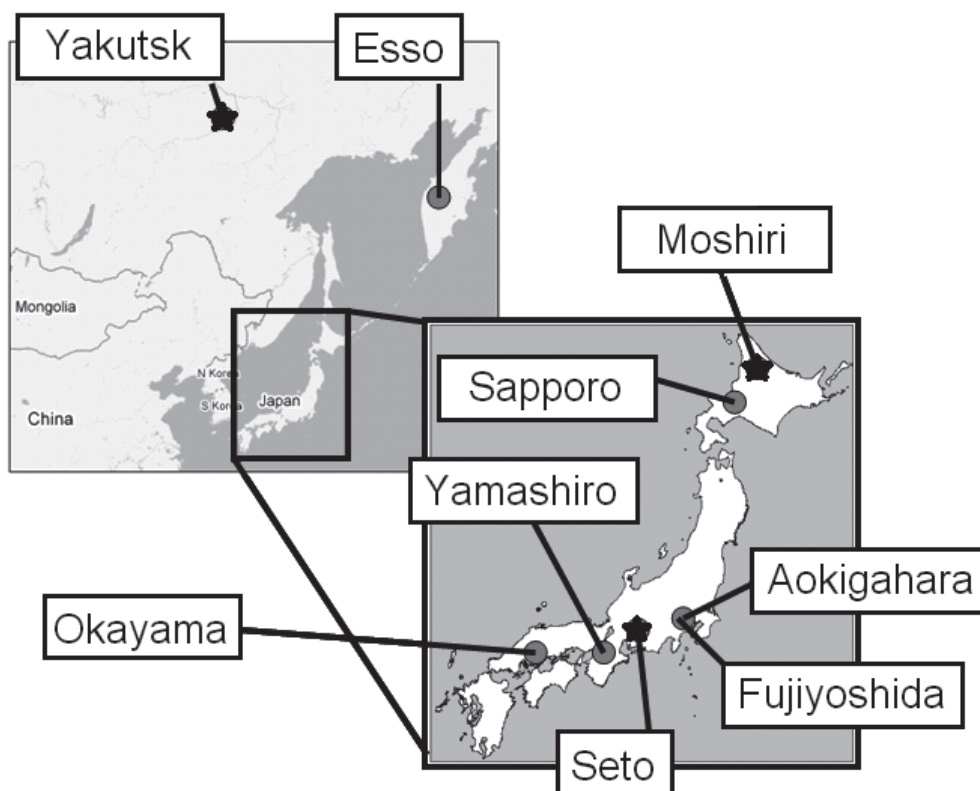 Yakutsk
Esso
Moshiri
Mongolia
Sapporo
N Korea
S Korea
Japan
China
Yamashiro
Aokigahara
Okayama
Fujiyoshida
Seto